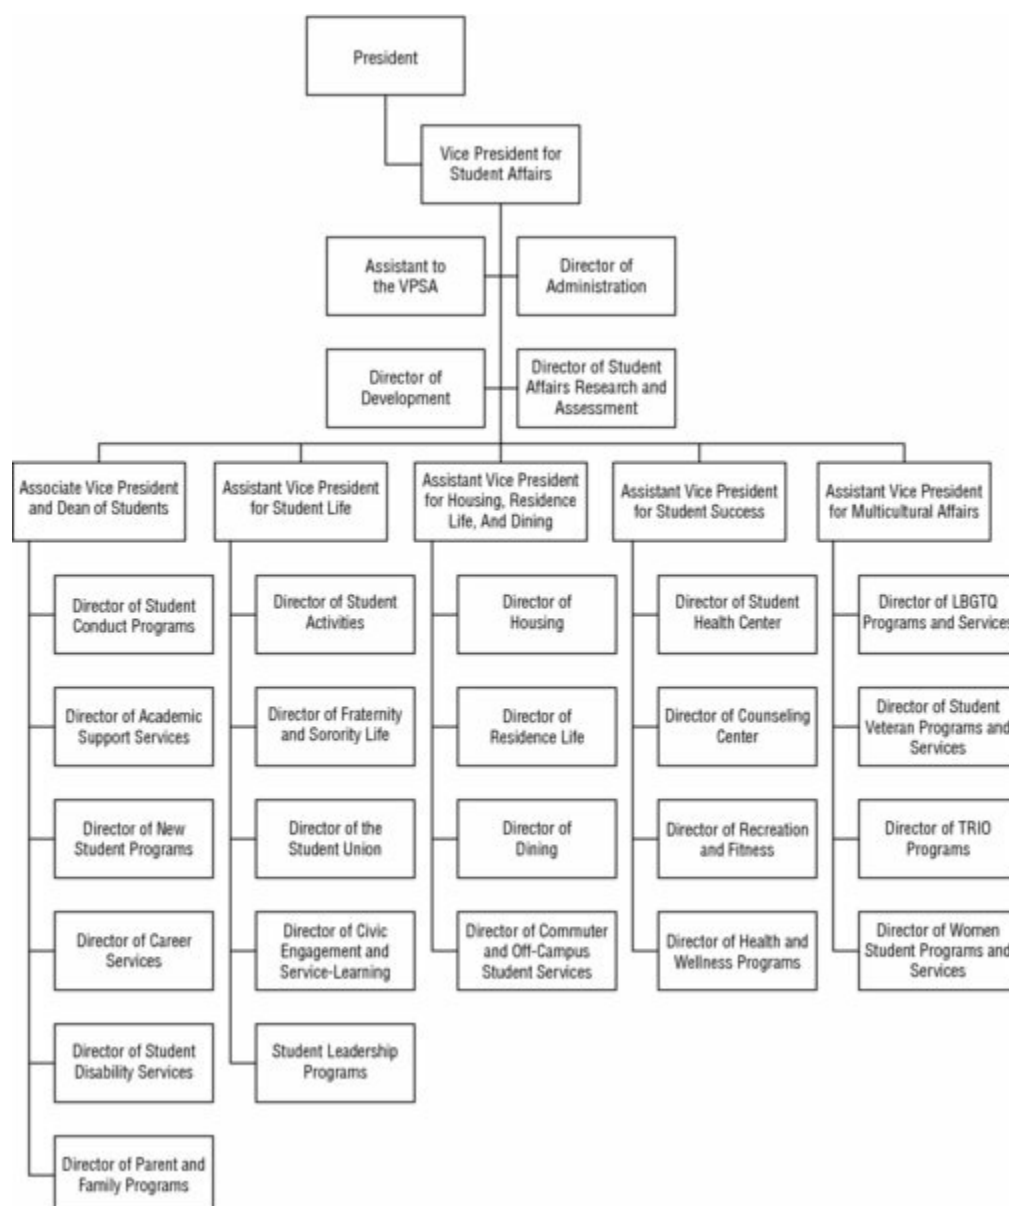 President
Vice President for
Student Affairs
Assistant to
the VPSA
Director of
Administration
Director of
Development
Director of Student
Affairs Research and
Assessment
Associate Vice President
and Dean of Students
Assistant Vice President
for Student Life
Assistant Vice President
for Housing, Residence
Life, And Dining
Assistant Vice President
for Student Success
Assistant Vice President
for Multicultural Affairs
Director of Student
Conduct Programs
Director of Student
Activities
Director of
Housing
Director of Student
Health Center
Director of LBGTQ
Programs and Services
Director of Academic
Support Services
Director of Fraternity
and Sorority Life
Director of
Residence Life
Director of Counseling
Center
Director of Student
Veteran Programs and
Services
Director of New
Student Programs
Director of the
Student Union
Director of
Dining
Director of Recreation
and Fitness
Director of TRIO
Programs
Director of Career
Services
Director of Civic
Engagement and
Service-Learning
Director of Commuter
and Off-Campus
Student Services
Director of Health and
Wellness Programs
Director of Women
Student Programs and
Services
Director of Student
Disability Services
Student Leadership
Programs
Director of Parent and
Family Programs